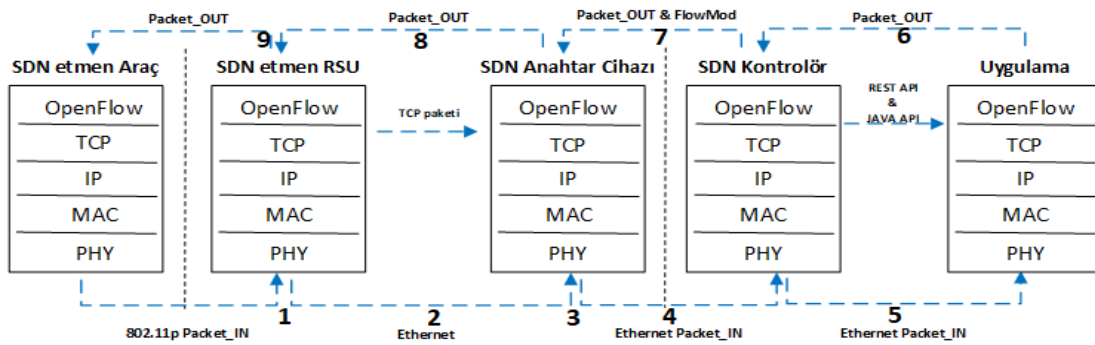 Packet_OUT
Packet_OUT
Packet_OUT & FlowMod
Packet_OUT
9
8
7
6
SDN etmen Araç
SDN etmen RSU
SDN Anahtar Cihazı
SDN Kontrolör
Uygulama
OpenFlow
TCP
IP
MAC
PHY
OpenFlow
TCP
IP
MAC
PHY
TCP paketi
OpenFlow
TCP
IP
MAC
PHY
OpenFlow
TCP
IP
MAC
PHY
REST API
&
JAVA API
OpenFlow
TCP
IP
MAC
PHY
1
2
3
4
5
802.11p Packet_IN
Ethernet
Ethernet Packet_IN
Ethernet Packet_IN